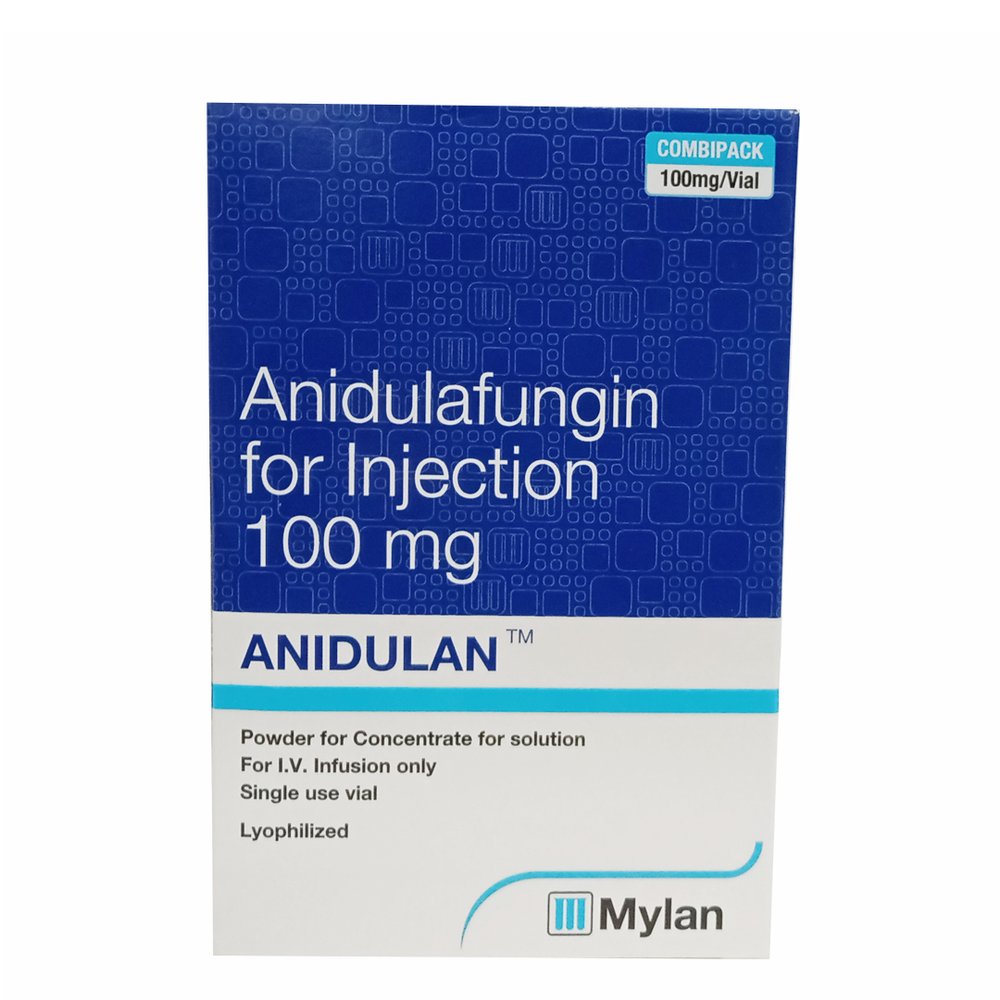 COMBIPACK
100mg/Vial
Anidulafungin
for Injection
100 mg
ANIDULAN™
Powder for Concentrate for solution
For I.V. Infusion only
Single use vial
Lyophilized
Mylan